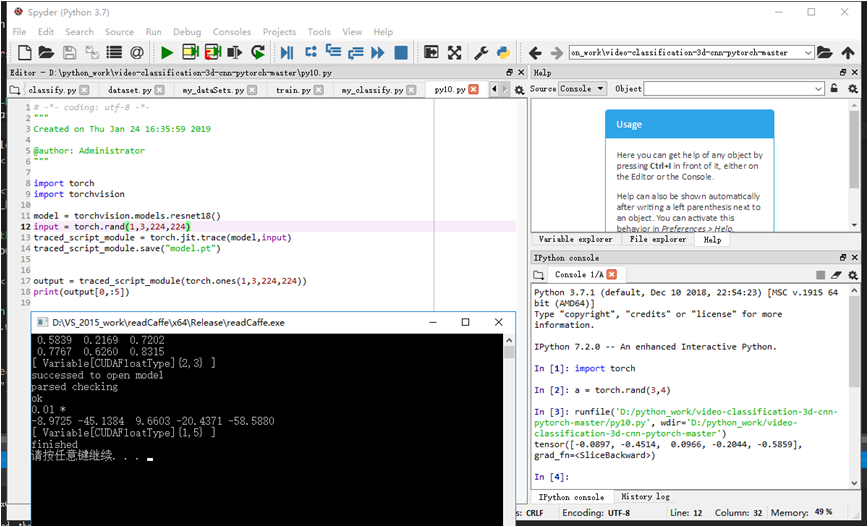 Spyder (Python 3.7)
File Edit Search Source Run Debug Consoles Projects Tools View Help
on_work\video-classification-3d-cnn-pytorch-master
Editor - D:\python_work\video-classification-3d-cnn-pytorch-master\py10.py
classify.py dataset.py my_dataSets.py train.py my_classify.py py10.py
1 # -*- coding: utf-8 -*-
2 """
3 Created on Thu Jan 24 16:35:59 2019
4
5 @author: Administrator
6 """
7
8 import torch
9 import torchvision
10
11 model = torchvision.models.resnet18()
12 input = torch.rand(1,3,224,224)
13 traced_script_module = torch.jit.trace(model,input)
14 traced_script_module.save("model.pt")
15
16
17 output = traced_script_module(torch.ones(1,3,224,224))
18 print(output[0,:5])
19
Help
Source Console Object
Usage
Here you can get help of any object by
pressing Ctrl+I in front of it, either on
the Editor or the Console.
Help can also be shown automatically
after writing a left parenthesis next to
an object. You can activate this
behavior in Preferences > Help.
Variable explorer File explorer Help
IPython console
Console 1/A
Python 3.7.1 (default, Dec 10 2018, 22:54:23) [MSC v.1915 64
bit (AMD64)]
Type "copyright", "credits" or "license" for more
information.
IPython 7.2.0 -- An enhanced Interactive Python.
In [1]: import torch
In [2]: a = torch.rand(3,4)
In [3]: runfile('D:/python_work/video-classification-3d-cnn-
pytorch-master/py10.py', wdir='D:/python_work/video-
classification-3d-cnn-pytorch-master')
tensor([-0.0897, -0.4514,  0.0966, -0.2044, -0.5859],
grad_fn=<SliceBackward>)
In [4]:
IPython console History log
D:\VS_2015_work\readCaffe\x64\Release\readCaffe.exe
0.5839 0.2169 0.7202
0.7767 0.6260 0.8315
[ Variable[CUDAFloatType]{2,3} ]
successed to open model
parsed checking
ok
0.01 *
-8.9725 -45.1384 9.6603 -20.4371 -58.5880
[ Variable[CUDAFloatType]{1,5} ]
finished
请按任意键继续. . .
s: CRLF Encoding: UTF-8 Line: 12 Column: 32 Memory: 49 %